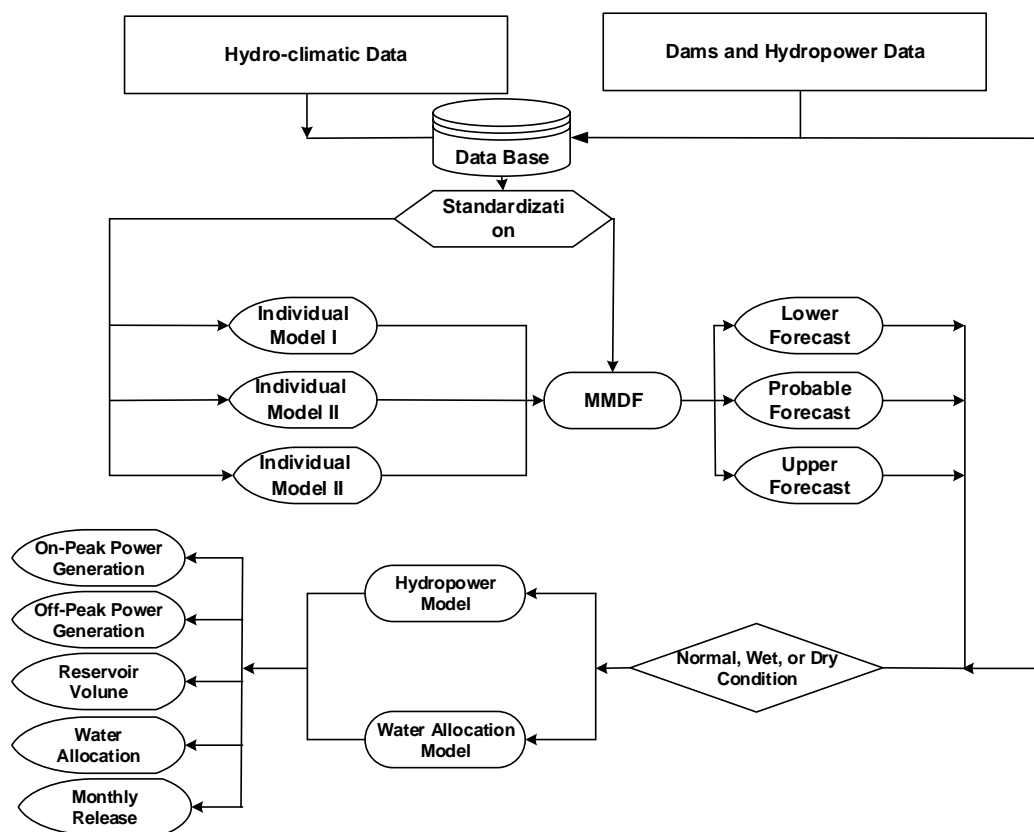 Hydro-climatic Data
Dams and Hydropower Data
Data Base
Standardizati
on
Individual
Model I
Individual
Model II
Individual
Model II
MMDF
Lower
Forecast
Probable
Forecast
Upper
Forecast
On-Peak Power
Generation
Off-Peak Power
Generation
Reservoir
Volune
Water
Allocation
Monthly
Release
Hydropower
Model
Water Allocation
Model
Normal, Wet, or Dry
Condition